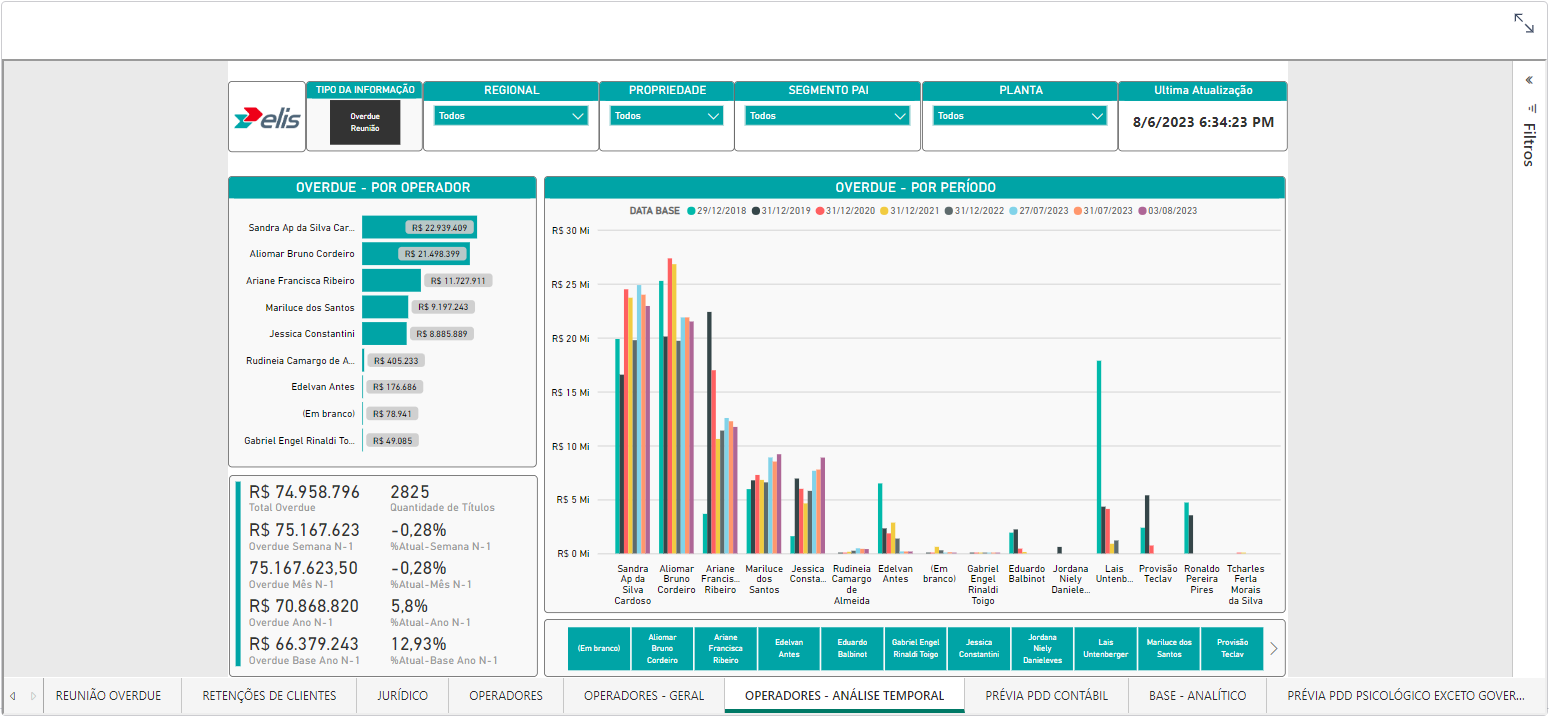 elis
TIPO DA INFORMAÇÃO
Overdue
Reunião
REGIONAL
Todos
PROPRIEDADE
Todos
SEGMENTO PAI
Todos
PLANTA
Todos
Ultima Atualização
8/6/2023 6:34:23 PM
Filtros
OVERDUE - POR OPERADOR
Sandra Ap da Silva Car... R$ 22.939.409
Aliomar Bruno Cordeiro R$ 21.498.399
Ariane Francisca Ribeiro R$ 11.727.911
Mariluce dos Santos R$ 9.197.243
Jessica Constantini R$ 8.885.889
Rudineia Camargo de A... R$ 405.233
Edelvan Antes R$ 176.686
(Em branco) R$ 78.941
Gabriel Engel Rinaldi To... R$ 49.085
R$ 74.958.796 2825
Total Overdue Quantidade de Títulos
R$ 75.167.623 -0,28%
Overdue Semana N-1 %Atual-Semana N-1
75.167.623,50 -0,28%
Overdue Mês N-1 %Atual-Mês N-1
R$ 70.868.820 5,8%
Overdue Ano N-1 %Atual-Ano N-1
R$ 66.379.243 12,93%
Overdue Base Ano N-1 %Atual-Base Ano N-1
OVERDUE - POR PERÍODO
DATA BASE 29/12/2018 31/12/2019 31/12/2020 31/12/2021 31/12/2022 27/07/2023 31/07/2023 03/08/2023
R$ 30 Mi
R$ 25 Mi
R$ 20 Mi
R$ 15 Mi
R$ 10 Mi
R$ 5 Mi
R$ 0 Mi
Sandra
Ap da
Silva
Cardoso
Aliomar
Bruno
Cordeiro
Ariane
Francis...
Ribeiro
Mariluce
dos
Santos
Jessica
Consta...
Rudineia
Camargo
de
Almeida
Edelvan
Antes
(Em
branco)
Gabriel
Engel
Rinaldi
Toigo
Eduardo
Balbinot
Jordana
Niely
Daniele...
Lais
Untenb...
Provisão
Teclav
Ronaldo
Pereira
Pires
Tcharles
Ferla
Morais
da Silva
(Em branco)
Aliomar
Bruno
Cordeiro
Ariane
Francisca
Ribeiro
Edelvan
Antes
Eduardo
Balbinot
Gabriel Engel
Rinaldi Toigo
Jessica
Constantini
Jordana
Niely
Danieleves
Lais
Untenberger
Mariluce dos
Santos
Provisão
Teclav
REUNIÃO OVERDUE
RETENÇÕES DE CLIENTES
JURÍDICO
OPERADORES
OPERADORES - GERAL
OPERADORES - ANÁLISE TEMPORAL
PRÉVIA PDD CONTÁBIL
BASE - ANALÍTICO
PRÉVIA PDD PSICOLÓGICO EXCETO GOVER...